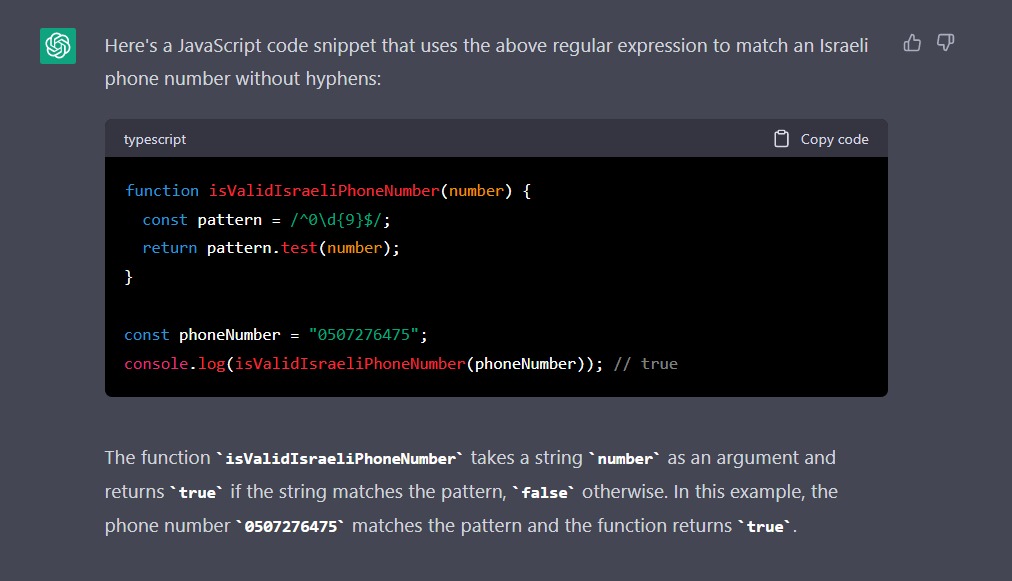 Here's a JavaScript code snippet that uses the above regular expression to match an Israeli
phone number without hyphens:
typescript
Copy code
function isValidIsraeliPhoneNumber(number) {
  const pattern = /^0\d{9}$/;
  return pattern.test(number);
}
const phoneNumber = "0507276475";
console.log(isValidIsraeliPhoneNumber(phoneNumber)); // true
The function `isValidIsraeliPhoneNumber` takes a string `number` as an argument and
returns `true` if the string matches the pattern, `false` otherwise. In this example, the
phone number `0507276475` matches the pattern and the function returns `true`.